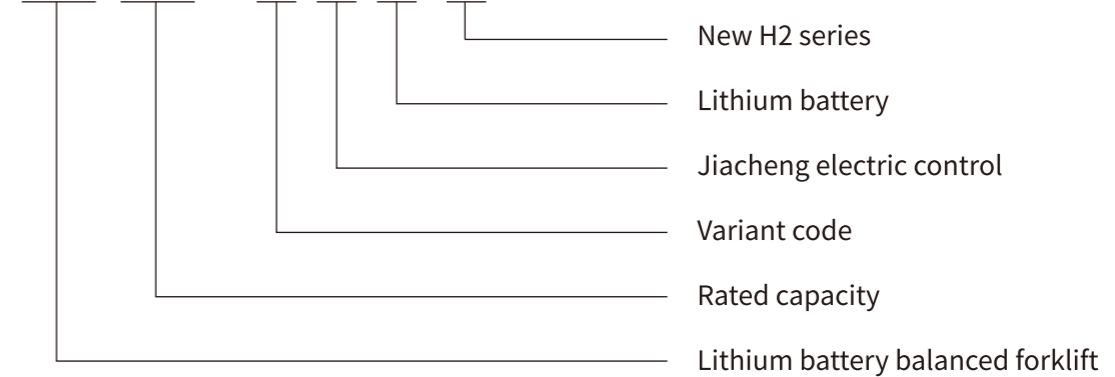 New H2 series
Lithium battery
Jiacheng electric control
Variant code
Rated capacity
Lithium battery balanced forklift